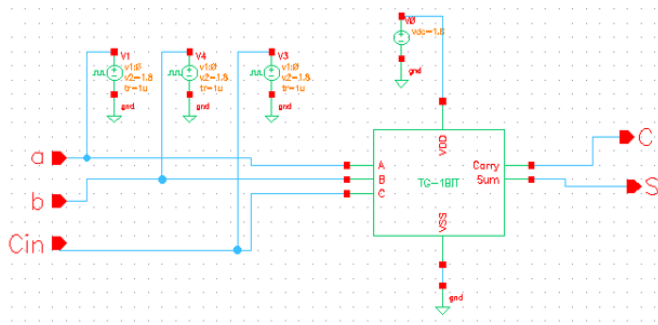 V1
v1:0
v2=1.8
tr=1u
gnd
V4
v1:0
v2=1.8
tr=1u
gnd
V3
v1:0
v2=1.8
tr=1u
gnd
V0
vdc=1.8
gnd
a
b
Cin
VDD
A
B
C
TG-1BIT
Carry
Sum
VSS
gnd
C
S